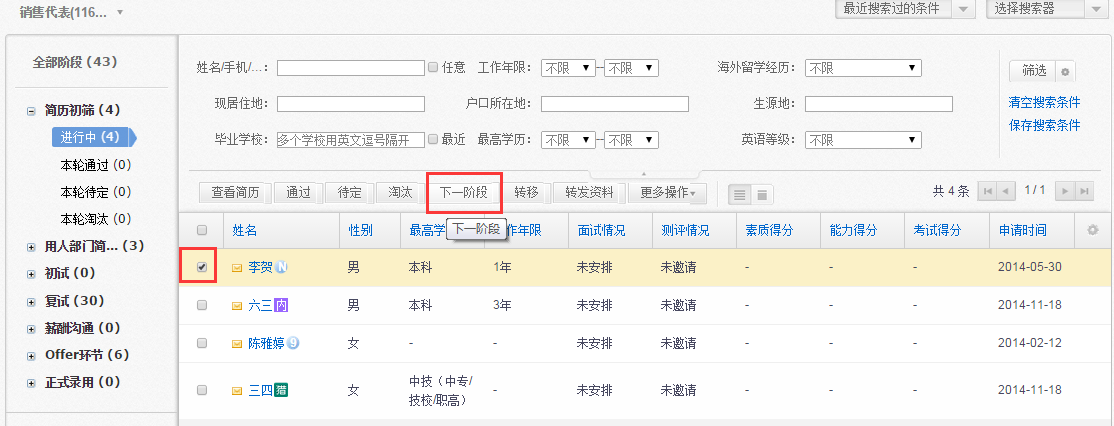 销售代表(116...
最近搜索过的条件
选择搜索器
全部阶段 (43)
简历初筛 (4)
进行中 (4)
本轮通过 (0)
本轮待定 (0)
本轮淘汰 (0)
用人部门简... (3)
初试 (0)
复试 (30)
薪酬沟通 (0)
Offer环节 (6)
正式录用 (0)
姓名/手机/...： 任意 工作年限： 不限 — 不限 海外留学经历： 不限
现居住地： 户口所在地： 生源地：
毕业学校： 多个学校用英文逗号隔开 最近 最高学历： 不限 — 不限 英语等级： 不限
筛选
清空搜索条件
保存搜索条件
查看简历 通过 待定 淘汰 下一阶段 转移 转发资料 更多操作 共 4 条 1 / 1
下一阶段
姓名 性别 最高学 作年限 面试情况 测评情况 素质得分 能力得分 考试得分 申请时间
李贺 N 男 本科 1年 未安排 未邀请 - - - 2014-05-30
六三 内 男 本科 3年 未安排 未邀请 - - - 2014-11-18
陈雅婷 9 女 - - 未安排 未邀请 - - - 2014-02-12
三四 猎 女 中技（中专/技校/职高） - 未安排 未邀请 - - - 2014-11-18